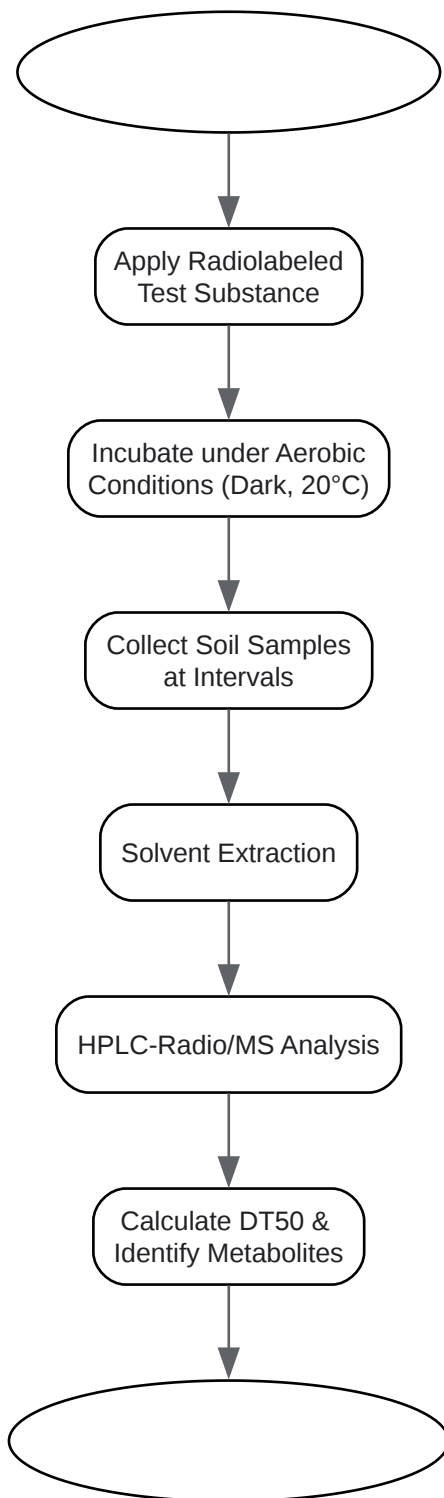 Apply Radiolabeled
Test Substance
Incubate under Aerobic
Conditions (Dark, 20°C)
Collect Soil Samples
at Intervals
Solvent Extraction
HPLC-Radio/MS Analysis
Calculate DT50 &
Identify Metabolites